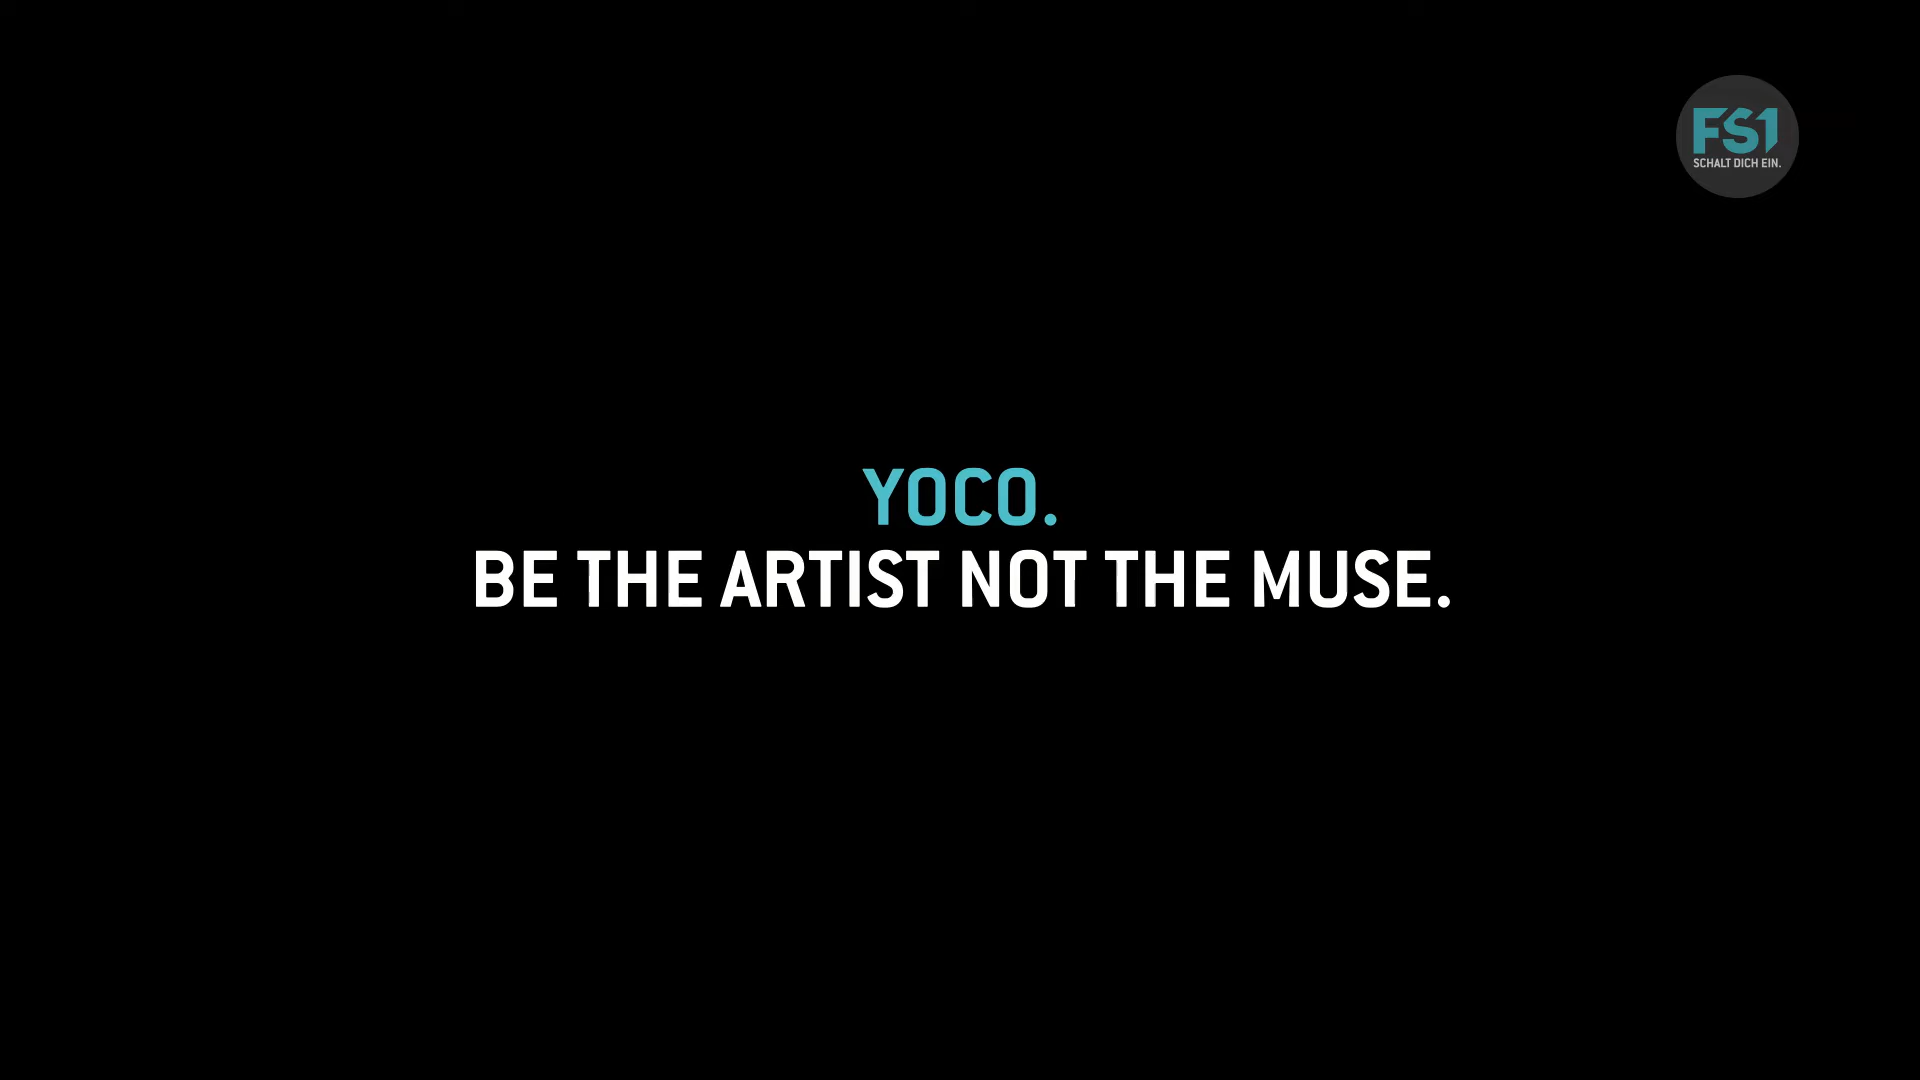 FS1
SCHALT DICH EIN.
YOCO.
BE THE ARTIST NOT THE MUSE.